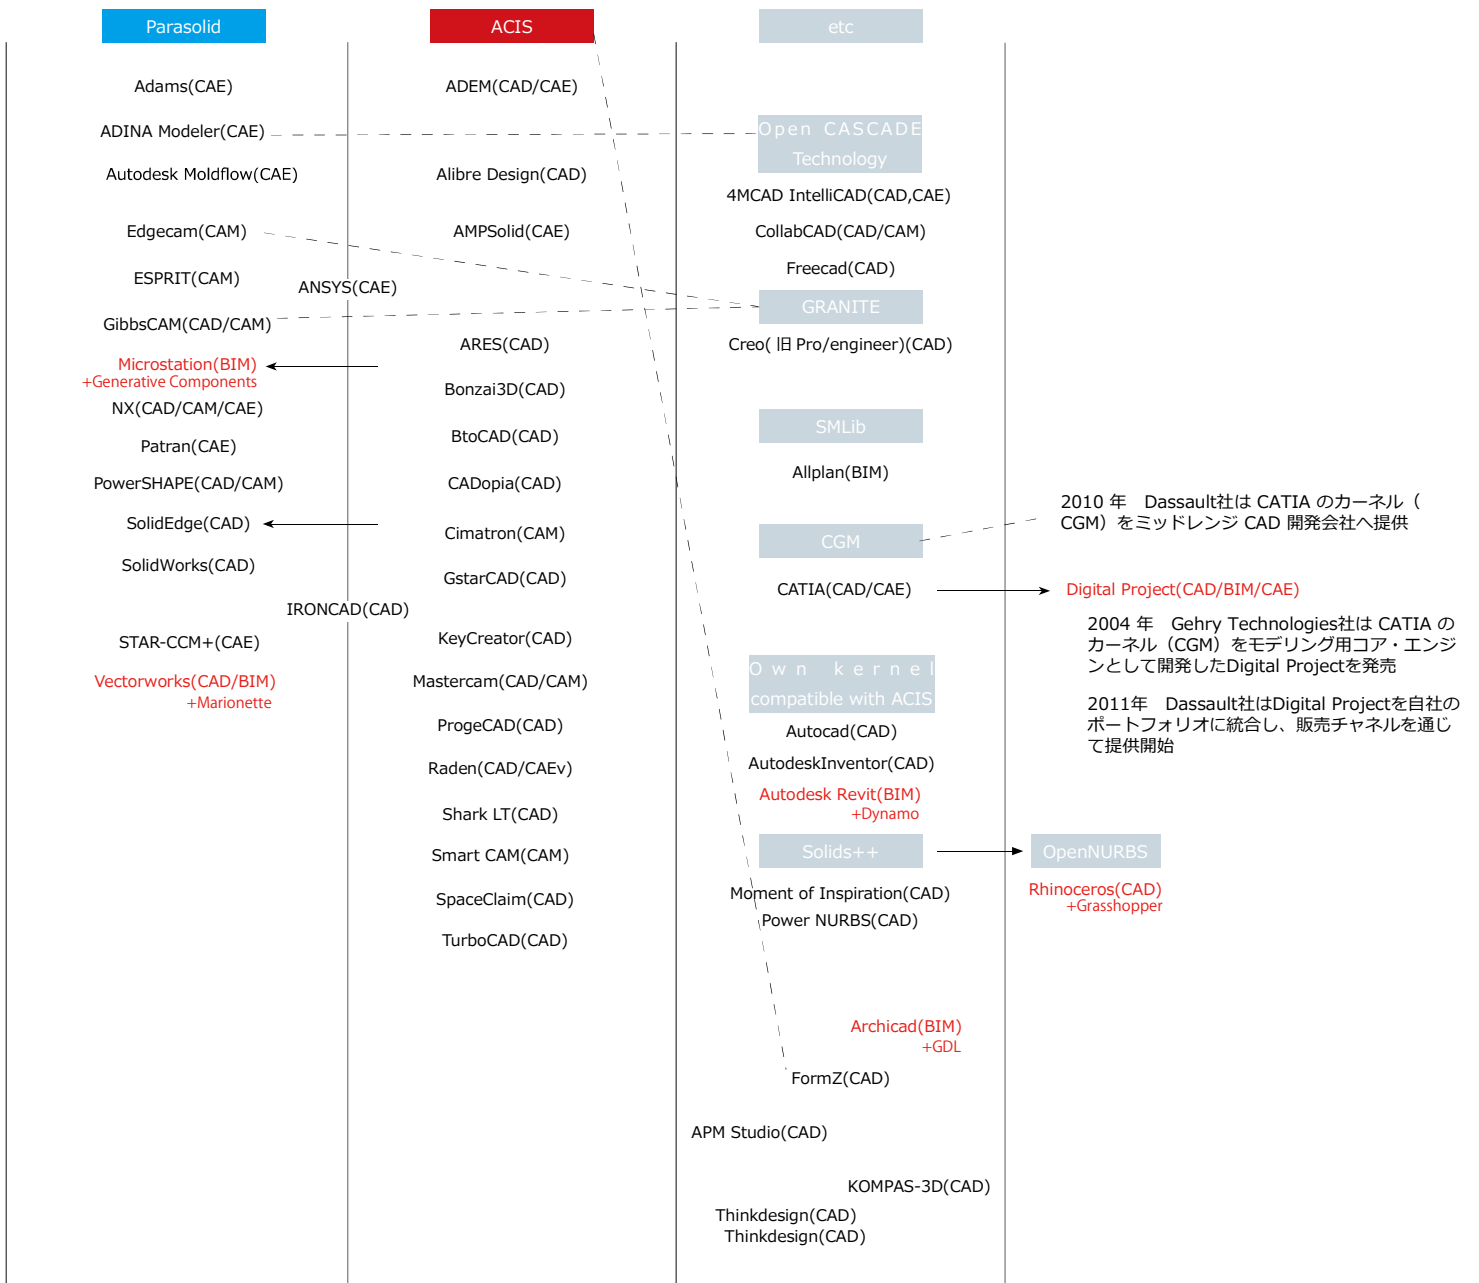 Parasolid
Adams(CAE)
ADINA Modeler(CAE)
Autodesk Moldflow(CAE)
Edgecam(CAM)
ESPRIT(CAM)
ANSYS(CAE)
GibbsCAM(CAD/CAM)
Microstation(BIM)
+Generative Components
NX(CAD/CAM/CAE)
Patran(CAE)
PowerSHAPE(CAD/CAM)
SolidEdge(CAD)
SolidWorks(CAD)
IRONCAD(CAD)
STAR-CCM+(CAE)
Vectorworks(CAD/BIM)
+Marionette
ACIS
ADEM(CAD/CAE)
Alibre Design(CAD)
AMPSolid(CAE)
ARES(CAD)
Bonzai3D(CAD)
BtoCAD(CAD)
CADopia(CAD)
Cimatron(CAM)
GstarCAD(CAD)
KeyCreator(CAD)
Mastercam(CAD/CAM)
ProgeCAD(CAD)
Raden(CAD/CAEv)
Shark LT(CAD)
Smart CAM(CAM)
SpaceClaim(CAD)
TurboCAD(CAD)
etc
Open CASCADE
Technology
4MCAD IntelliCAD(CAD,CAE)
CollabCAD(CAD/CAM)
Freecad(CAD)
GRANITE
Creo( 旧 Pro/engineer)(CAD)
SMLib
Allplan(BIM)
CGM
CATIA(CAD/CAE)
Own kernel
compatible with ACIS
Autocad(CAD)
AutodeskInventor(CAD)
Autodesk Revit(BIM)
+Dynamo
Solids++
Moment of Inspiration(CAD)
Power NURBS(CAD)
Archicad(BIM)
+GDL
FormZ(CAD)
APM Studio(CAD)
KOMPAS-3D(CAD)
Thinkdesign(CAD)
Thinkdesign(CAD)
2010 年　Dassault社は CATIA のカーネル（
CGM）をミッドレンジ CAD 開発会社へ提供
Digital Project(CAD/BIM/CAE)
2004 年　Gehry Technologies社は CATIA の
カーネル（CGM）をモデリング用コア・エンジ
ンとして開発したDigital Projectを発売
2011年　Dassault社はDigital Projectを自社の
ポートフォリオに統合し、販売チャネルを通じ
て提供開始
OpenNURBS
Rhinoceros(CAD)
+Grasshopper